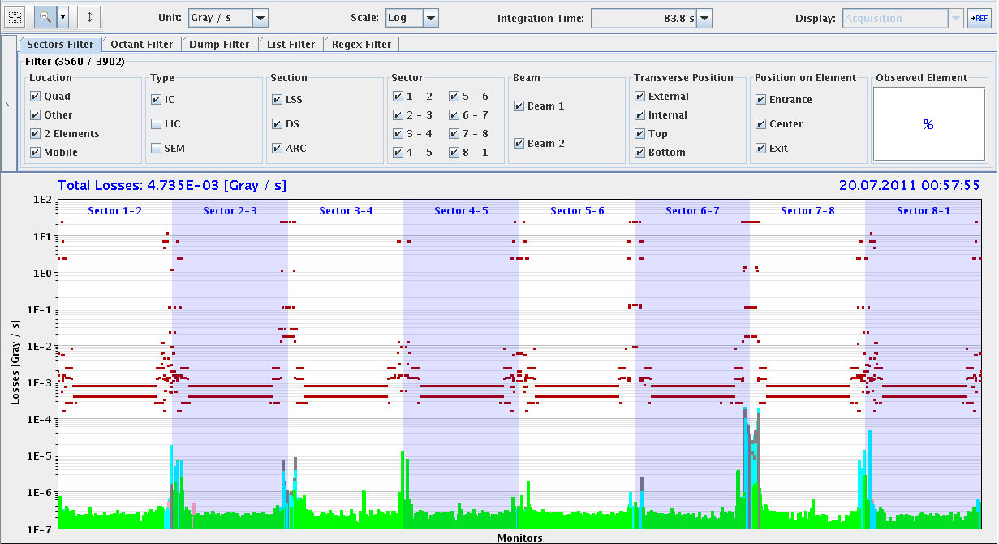 Unit: Gray / s Scale: Log Integration Time: 83.8 s Display: Acquisition →REF
Sectors Filter Octant Filter Dump Filter List Filter Regex Filter
Filter (3560 / 3902)
Location Type Section Sector Beam Transverse Position Position on Element Observed Element
Quad IC LSS 1 - 2 5 - 6 Beam 1 External Entrance %
Other LIC DS 2 - 3 6 - 7 Beam 2 Internal Center
2 Elements SEM ARC 3 - 4 7 - 8 Top Exit
Mobile 4 - 5 8 - 1 Bottom
Total Losses: 4.735E-03 [Gray / s] 20.07.2011 00:57:55
Sector 1-2 Sector 2-3 Sector 3-4 Sector 4-5 Sector 5-6 Sector 6-7 Sector 7-8 Sector 8-1
Losses [Gray / s]
1E2
1E1
1E0
1E-1
1E-2
1E-3
1E-4
1E-5
1E-6
1E-7
Monitors